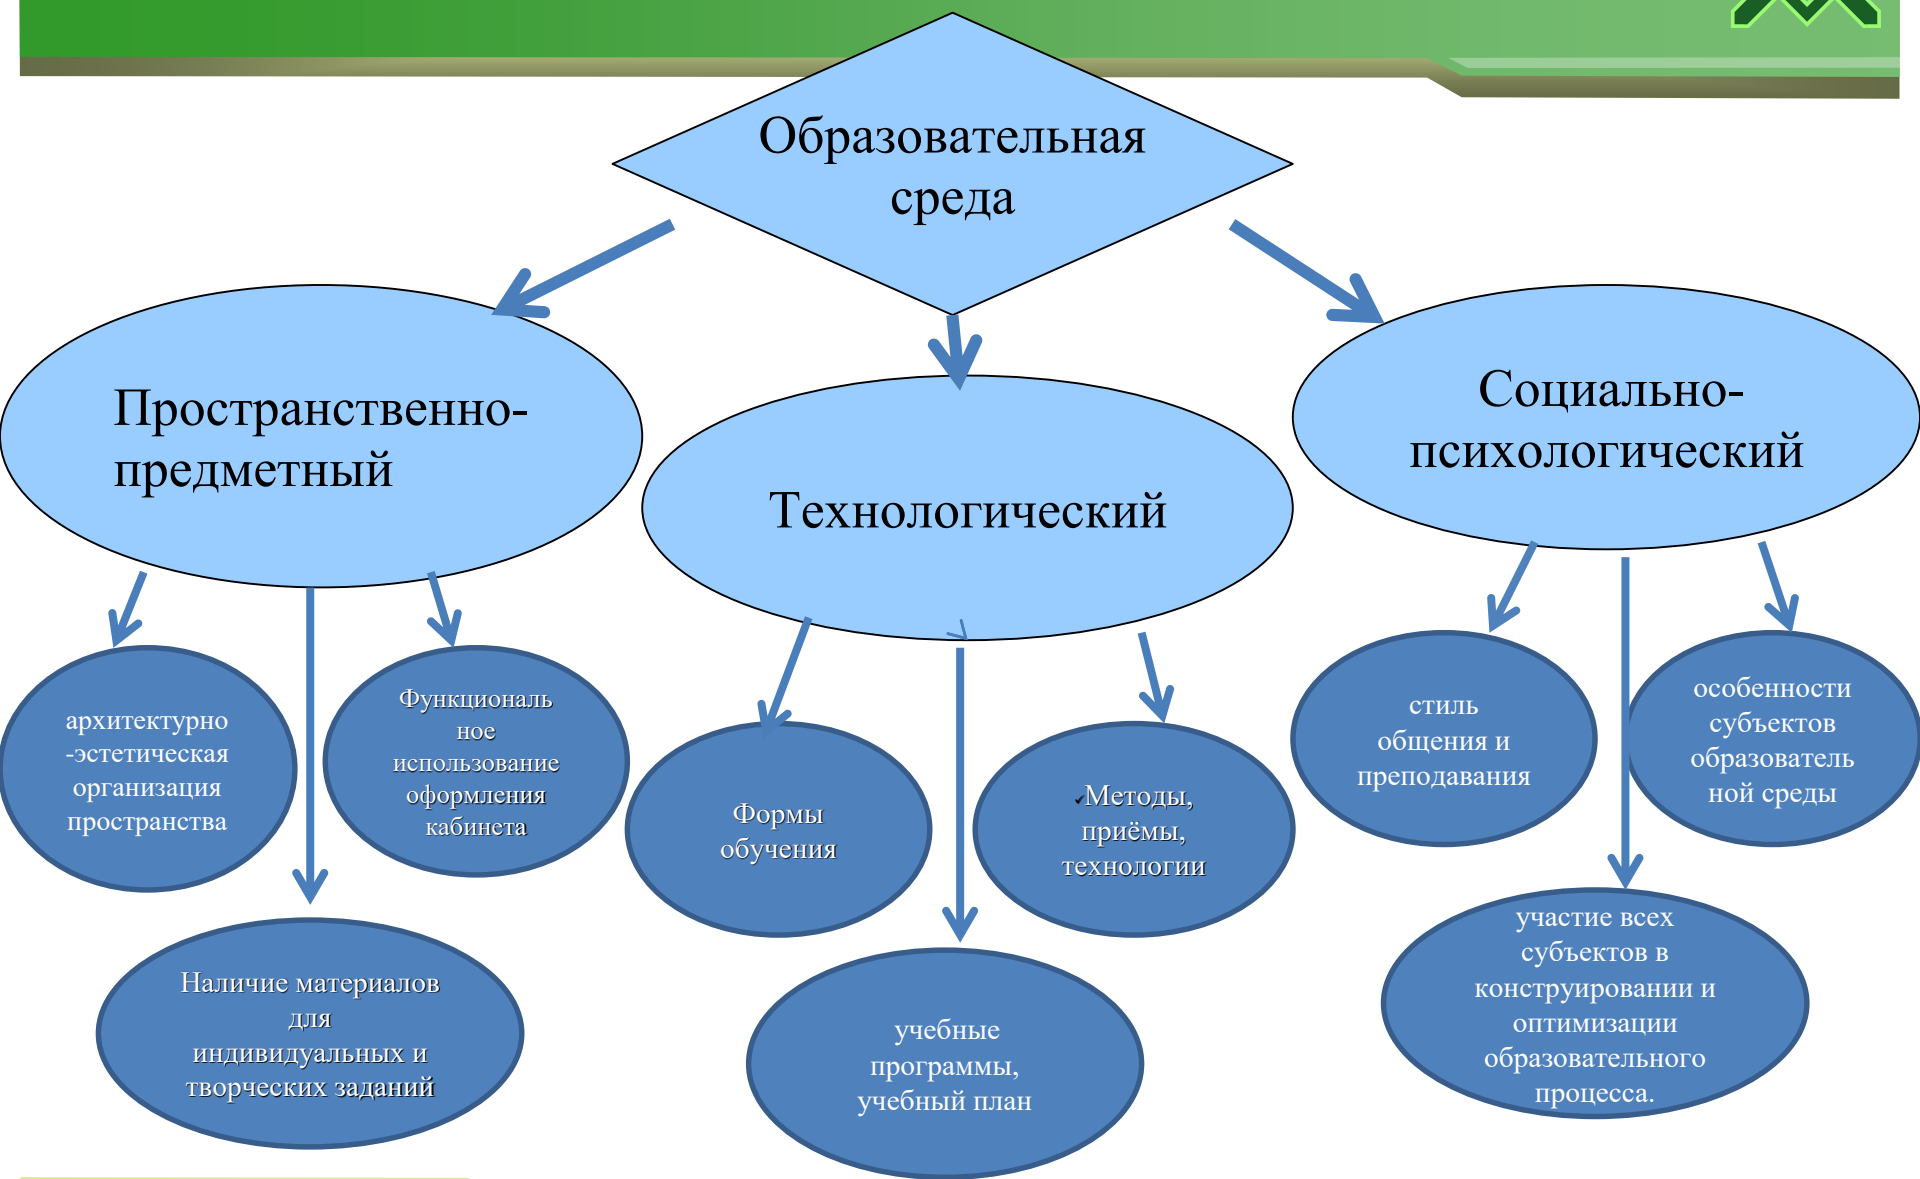 Образовательная
среда
Пространственно-
предметный
Технологический
Социально-
психологический
архитектурно
-эстетическая
организация
пространства
Функциональ
ное
использование
оформления
кабинета
Наличие материалов
для
индивидуальных и
творческих заданий
Формы
обучения
✓Методы,
приёмы,
технологии
учебные
программы,
учебный план
стиль
общения и
преподавания
особенности
субъектов
образователь
ной среды
участие всех
субъектов в
конструировании и
оптимизации
образовательного
процесса.